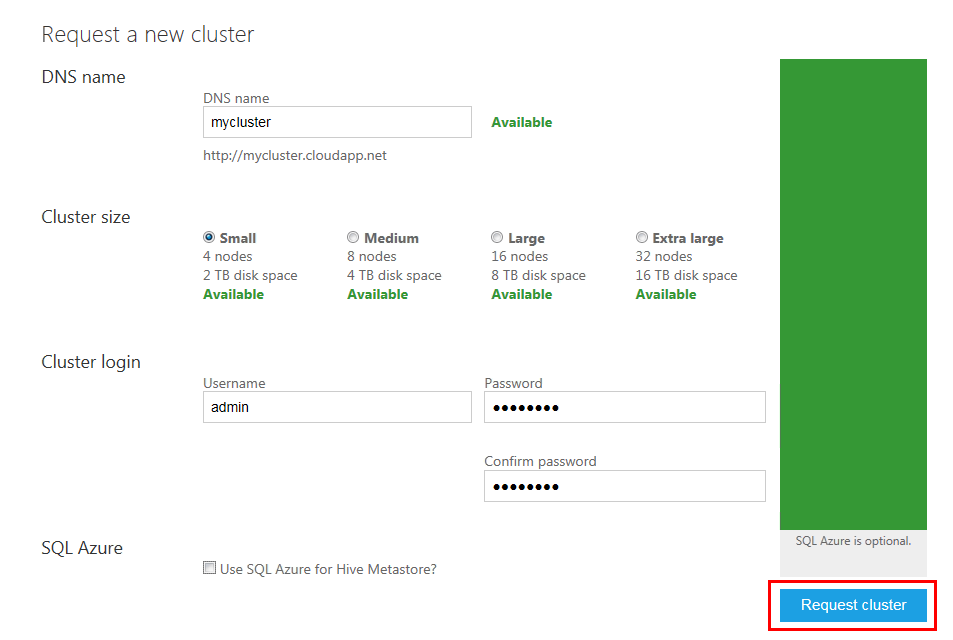 Request a new cluster
DNS name
DNS name
mycluster
Available
http://mycluster.cloudapp.net
Cluster size
Small Medium Large Extra large
4 nodes 8 nodes 16 nodes 32 nodes
2 TB disk space 4 TB disk space 8 TB disk space 16 TB disk space
Available Available Available Available
Cluster login
Username Password
admin ●●●●●●●●
Confirm password
●●●●●●●●
SQL Azure is optional.
SQL Azure
Use SQL Azure for Hive Metastore?
Request cluster